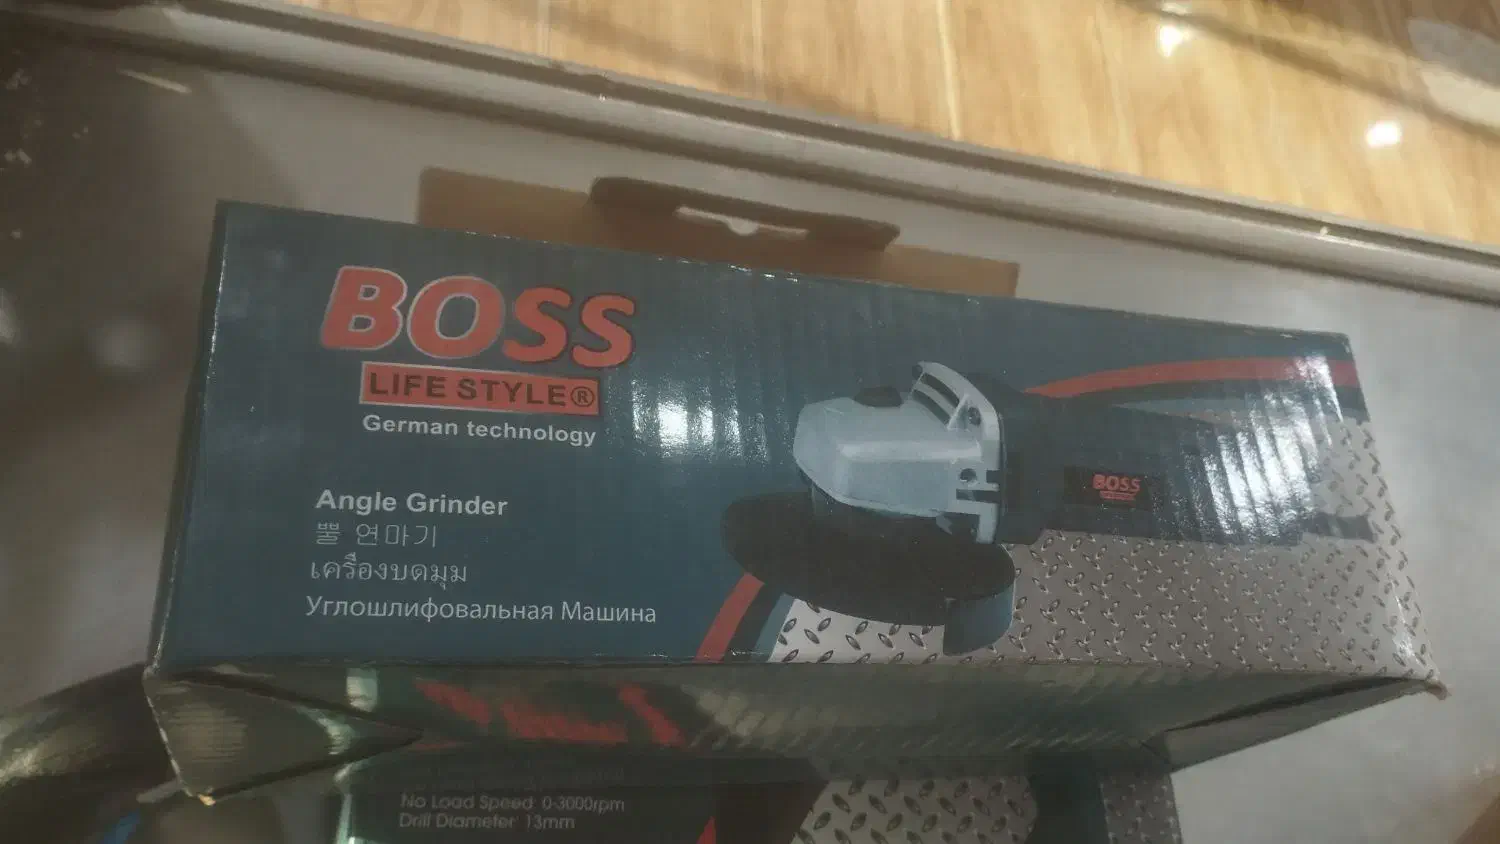 BOSS
LIFE STYLE®
German technology
Angle Grinder
뿔 연마기
เครื่องบดมุม
Углошлифовальная Машина
BOSS
No Load Speed: 0-3000rpm
Drill Diameter: 13mm